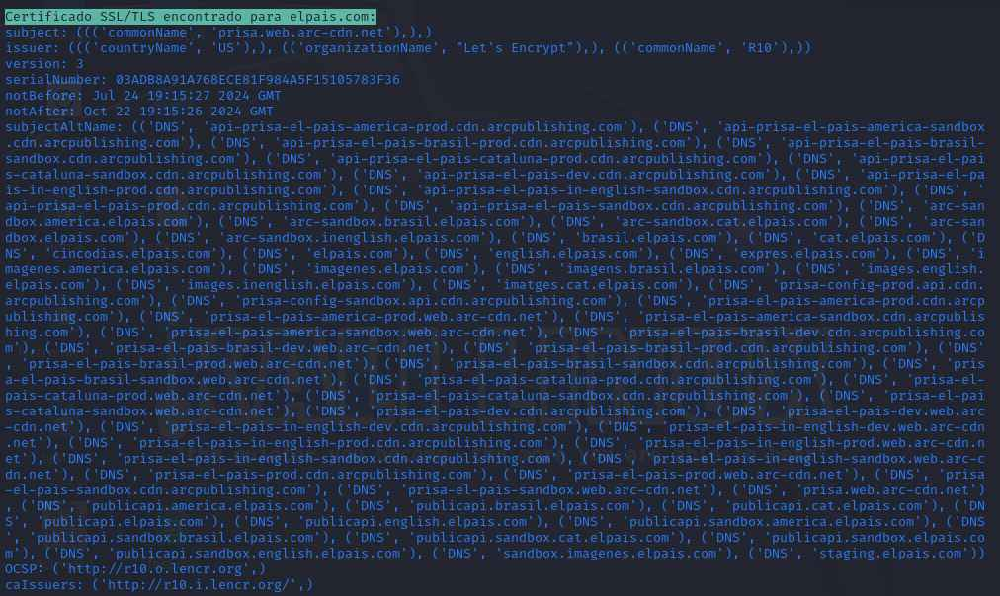 Certificado SSL/TLS encontrado para elpais.com:
subject: ((('commonName', 'prisa.web.arc-cdn.net'),),)
issuer: ((('countryName', 'US'),), (('organizationName', "Let's Encrypt"),), (('commonName', 'R10'),))
version: 3
serialNumber: 03ADB8A91A768ECE81F984A5F15105783F36
notBefore: Jul 24 19:15:27 2024 GMT
notAfter: Oct 22 19:15:26 2024 GMT
subjectAltName: (('DNS', 'api-prisa-el-pais-america-prod.cdn.arcpublishing.com'), ('DNS', 'api-prisa-el-pais-america-sandbox
.cdn.arcpublishing.com'), ('DNS', 'api-prisa-el-pais-brasil-prod.cdn.arcpublishing.com'), ('DNS', 'api-prisa-el-pais-brasil-
sandbox.cdn.arcpublishing.com'), ('DNS', 'api-prisa-el-pais-cataluna-prod.cdn.arcpublishing.com'), ('DNS', 'api-prisa-el-pai
s-cataluna-sandbox.cdn.arcpublishing.com'), ('DNS', 'api-prisa-el-pais-dev.cdn.arcpublishing.com'), ('DNS', 'api-prisa-el-pa
is-in-english-prod.cdn.arcpublishing.com'), ('DNS', 'api-prisa-el-pais-in-english-sandbox.cdn.arcpublishing.com'), ('DNS', '
api-prisa-el-pais-prod.cdn.arcpublishing.com'), ('DNS', 'api-prisa-el-pais-sandbox.cdn.arcpublishing.com'), ('DNS', 'arc-san
dbox.america.elpais.com'), ('DNS', 'arc-sandbox.brasil.elpais.com'), ('DNS', 'arc-sandbox.cat.elpais.com'), ('DNS', 'arc-san
dbox.elpais.com'), ('DNS', 'arc-sandbox.inenglish.elpais.com'), ('DNS', 'brasil.elpais.com'), ('DNS', 'cat.elpais.com'), ('D
NS', 'cincodias.elpais.com'), ('DNS', 'elpais.com'), ('DNS', 'english.elpais.com'), ('DNS', 'expres.elpais.com'), ('DNS', 'i
magenes.america.elpais.com'), ('DNS', 'imagenes.elpais.com'), ('DNS', 'imagens.brasil.elpais.com'), ('DNS', 'images.english.
elpais.com'), ('DNS', 'images.inenglish.elpais.com'), ('DNS', 'imatges.cat.elpais.com'), ('DNS', 'prisa-config-prod.api.cdn.
arcpublishing.com'), ('DNS', 'prisa-config-sandbox.api.cdn.arcpublishing.com'), ('DNS', 'prisa-el-pais-america-prod.cdn.arcp
ublishing.com'), ('DNS', 'prisa-el-pais-america-prod.web.arc-cdn.net'), ('DNS', 'prisa-el-pais-america-sandbox.cdn.arcpublis
hing.com'), ('DNS', 'prisa-el-pais-america-sandbox.web.arc-cdn.net'), ('DNS', 'prisa-el-pais-brasil-dev.cdn.arcpublishing.co
m'), ('DNS', 'prisa-el-pais-brasil-dev.web.arc-cdn.net'), ('DNS', 'prisa-el-pais-brasil-prod.cdn.arcpublishing.com'), ('DNS'
, 'prisa-el-pais-brasil-prod.web.arc-cdn.net'), ('DNS', 'prisa-el-pais-brasil-sandbox.cdn.arcpublishing.com'), ('DNS', 'pris
a-el-pais-brasil-sandbox.web.arc-cdn.net'), ('DNS', 'prisa-el-pais-cataluna-prod.cdn.arcpublishing.com'), ('DNS', 'prisa-el-
pais-cataluna-prod.web.arc-cdn.net'), ('DNS', 'prisa-el-pais-cataluna-sandbox.cdn.arcpublishing.com'), ('DNS', 'prisa-el-pai
s-cataluna-sandbox.web.arc-cdn.net'), ('DNS', 'prisa-el-pais-dev.cdn.arcpublishing.com'), ('DNS', 'prisa-el-pais-dev.web.arc
-cdn.net'), ('DNS', 'prisa-el-pais-in-english-dev.cdn.arcpublishing.com'), ('DNS', 'prisa-el-pais-in-english-dev.web.arc-cdn
.net'), ('DNS', 'prisa-el-pais-in-english-prod.cdn.arcpublishing.com'), ('DNS', 'prisa-el-pais-in-english-prod.web.arc-cdn.n
et'), ('DNS', 'prisa-el-pais-in-english-sandbox.cdn.arcpublishing.com'), ('DNS', 'prisa-el-pais-in-english-sandbox.web.arc-c
dn.net'), ('DNS', 'prisa-el-pais-prod.cdn.arcpublishing.com'), ('DNS', 'prisa-el-pais-prod.web.arc-cdn.net'), ('DNS', 'prisa
-el-pais-sandbox.cdn.arcpublishing.com'), ('DNS', 'prisa-el-pais-sandbox.web.arc-cdn.net'), ('DNS', 'prisa.web.arc-cdn.net')
, ('DNS', 'publicapi.america.elpais.com'), ('DNS', 'publicapi.brasil.elpais.com'), ('DNS', 'publicapi.cat.elpais.com'), ('DN
S', 'publicapi.elpais.com'), ('DNS', 'publicapi.english.elpais.com'), ('DNS', 'publicapi.sandbox.america.elpais.com'), ('DNS
', 'publicapi.sandbox.brasil.elpais.com'), ('DNS', 'publicapi.sandbox.cat.elpais.com'), ('DNS', 'publicapi.sandbox.elpais.co
m'), ('DNS', 'publicapi.sandbox.english.elpais.com'), ('DNS', 'sandbox.imagenes.elpais.com'), ('DNS', 'staging.elpais.com'))
OCSP: ('http://r10.o.lencr.org',)
caIssuers: ('http://r10.i.lencr.org/',)